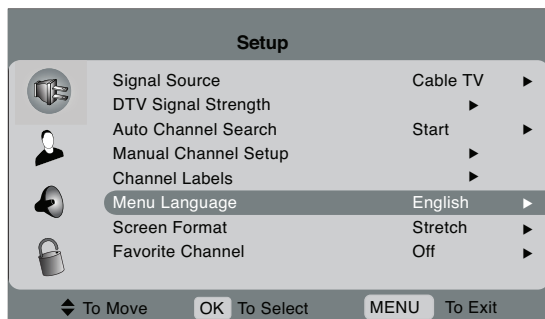 Setup
Signal Source Cable TV
DTV Signal Strength
Auto Channel Search Start
Manual Channel Setup
Channel Labels
Menu Language English
Screen Format Stretch
Favorite Channel Off
To Move OK To Select MENU To Exit